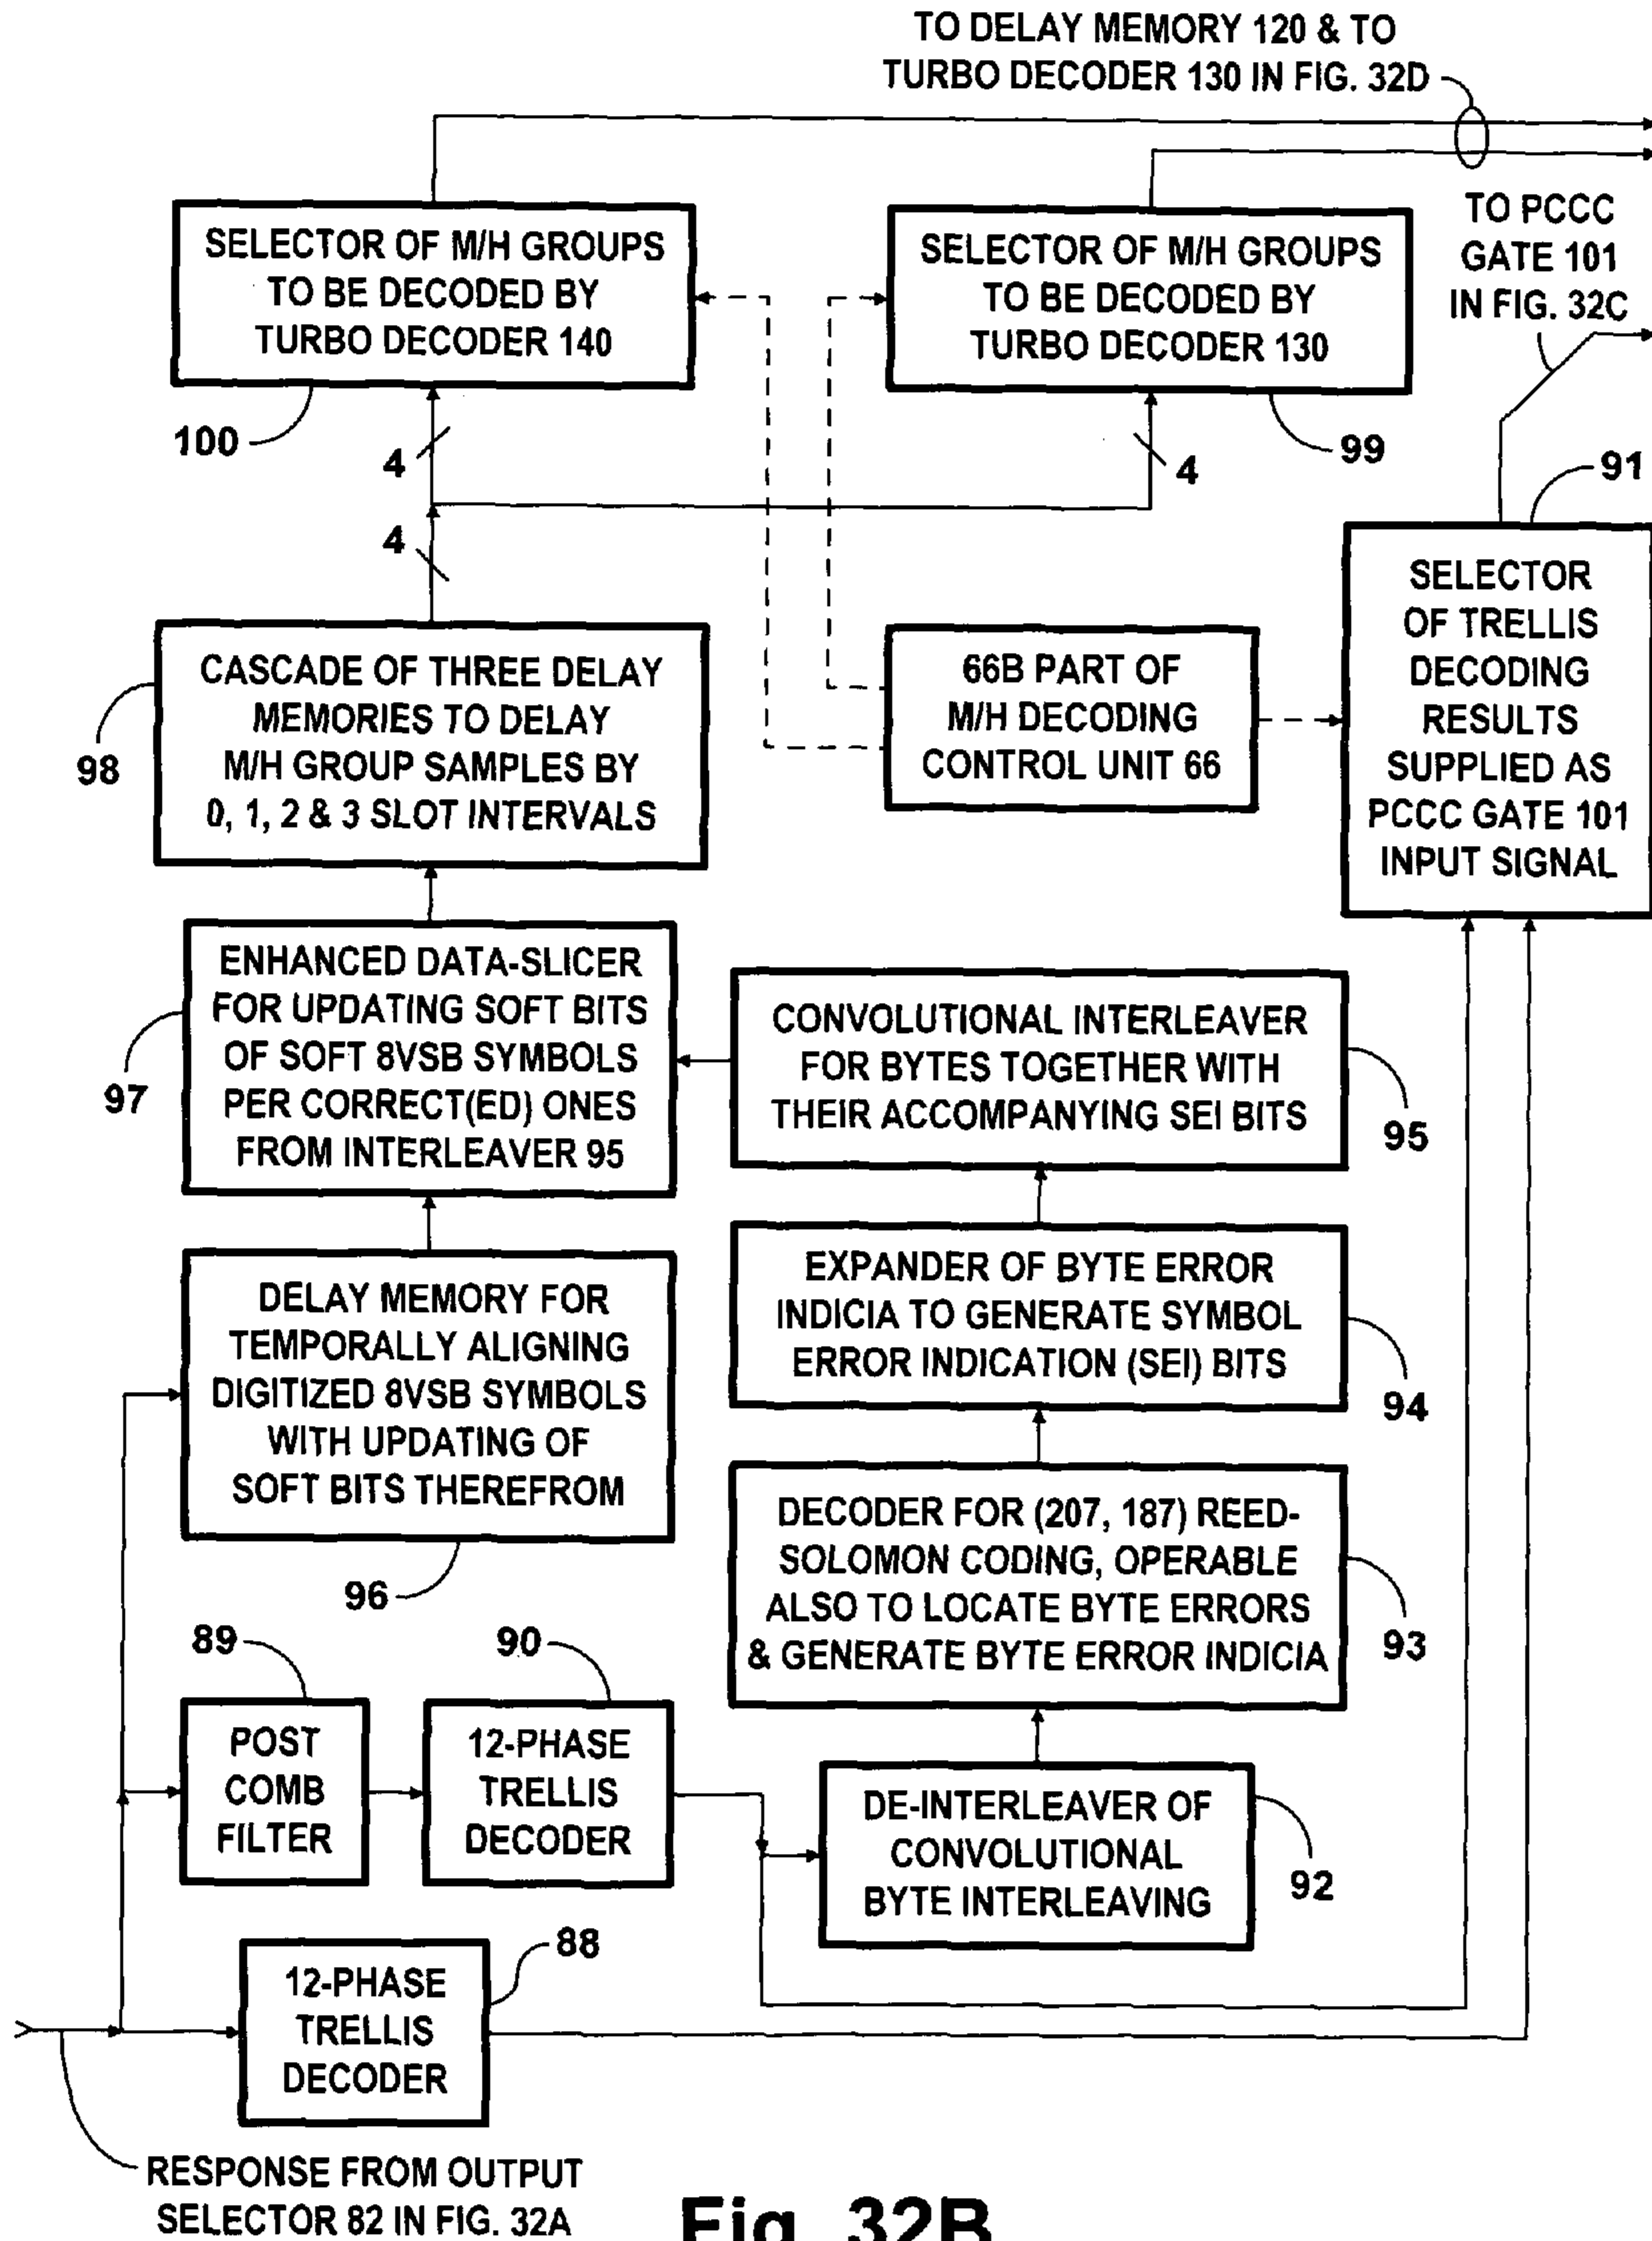 TO DELAY MEMORY 120 & TO
TURBO DECODER 130 IN FIG. 32D
TO PCCC
GATE 101
IN FIG. 32C
SELECTOR OF M/H GROUPS
TO BE DECODED BY
TURBO DECODER 140
100
4
SELECTOR OF M/H GROUPS
TO BE DECODED BY
TURBO DECODER 130
99
4
4
91
SELECTOR
OF TRELLIS
DECODING
RESULTS
SUPPLIED AS
PCCC GATE 101
INPUT SIGNAL
CASCADE OF THREE DELAY
MEMORIES TO DELAY
M/H GROUP SAMPLES BY
0, 1, 2 & 3 SLOT INTERVALS
98
66B PART OF
M/H DECODING
CONTROL UNIT 66
ENHANCED DATA-SLICER
FOR UPDATING SOFT BITS
OF SOFT 8VSB SYMBOLS
PER CORRECT(ED) ONES
FROM INTERLEAVER 95
97
CONVOLUTIONAL INTERLEAVER
FOR BYTES TOGETHER WITH
THEIR ACCOMPANYING SEI BITS
95
DELAY MEMORY FOR
TEMPORALLY ALIGNING
DIGITIZED 8VSB SYMBOLS
WITH UPDATING OF
SOFT BITS THEREFROM
96
EXPANDER OF BYTE ERROR
INDICIA TO GENERATE SYMBOL
ERROR INDICATION (SEI) BITS
94
DECODER FOR (207, 187) REED-
SOLOMON CODING, OPERABLE
ALSO TO LOCATE BYTE ERRORS
& GENERATE BYTE ERROR INDICIA
93
89
POST
COMB
FILTER
90
12-PHASE
TRELLIS
DECODER
DE-INTERLEAVER OF
CONVOLUTIONAL
BYTE INTERLEAVING
92
88
12-PHASE
TRELLIS
DECODER
RESPONSE FROM OUTPUT
SELECTOR 82 IN FIG. 32A
Fig. 32B